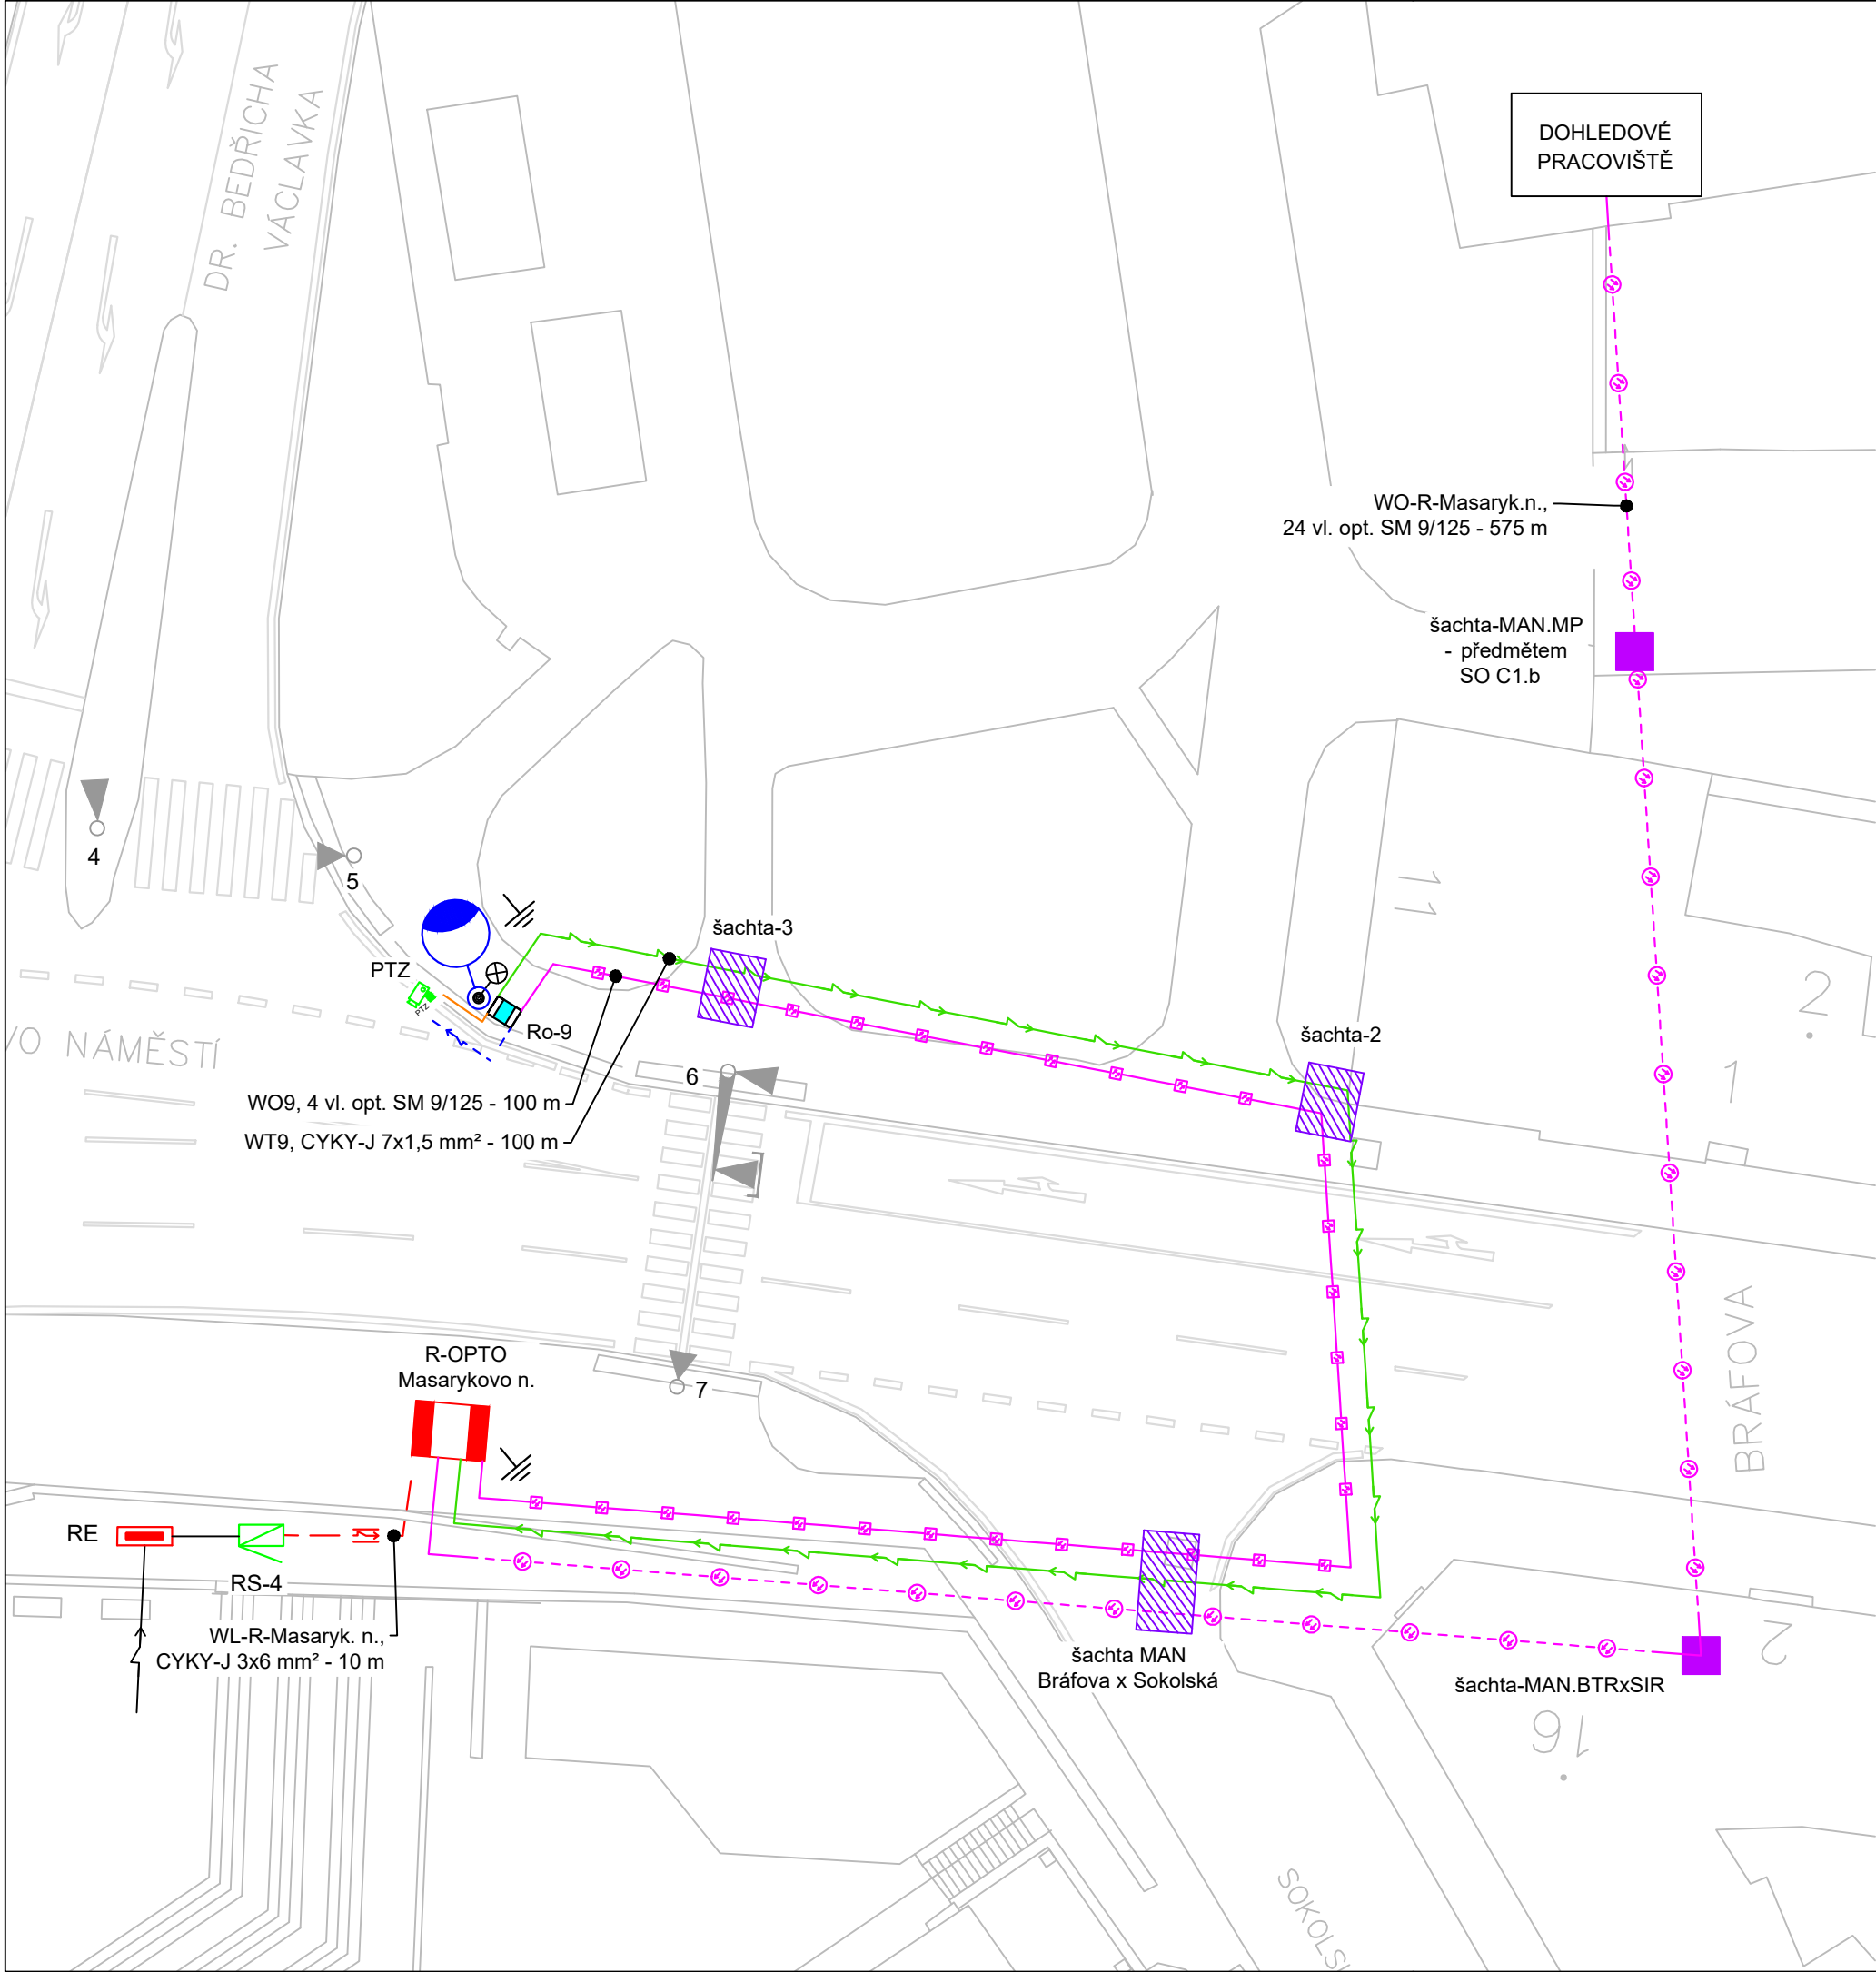 DR. BEDŘICHA
VÁCLAVKA
DOHLEDOVÉ
PRACOVIŠTĚ
WO-R-Masaryk.n.,
24 vl. opt. SM 9/125 - 575 m
šachta-MAN.MP
- předmětem
SO C1.b
4
5
11
šachta-3
PTZ
PTZ
Ro-9
2
šachta-2
VO NÁMĚSTÍ
6
1
WO9, 4 vl. opt. SM 9/125 - 100 m
WT9, CYKY-J 7x1,5 mm² - 100 m
BRÁFOVA
R-OPTO
Masarykovo n.
7
RE
RS-4
WL-R-Masaryk. n.,
CYKY-J 3x6 mm² - 10 m
šachta MAN
Bráfova x Sokolská
2
šachta-MAN.BTRxSIR
16
SOKOLS